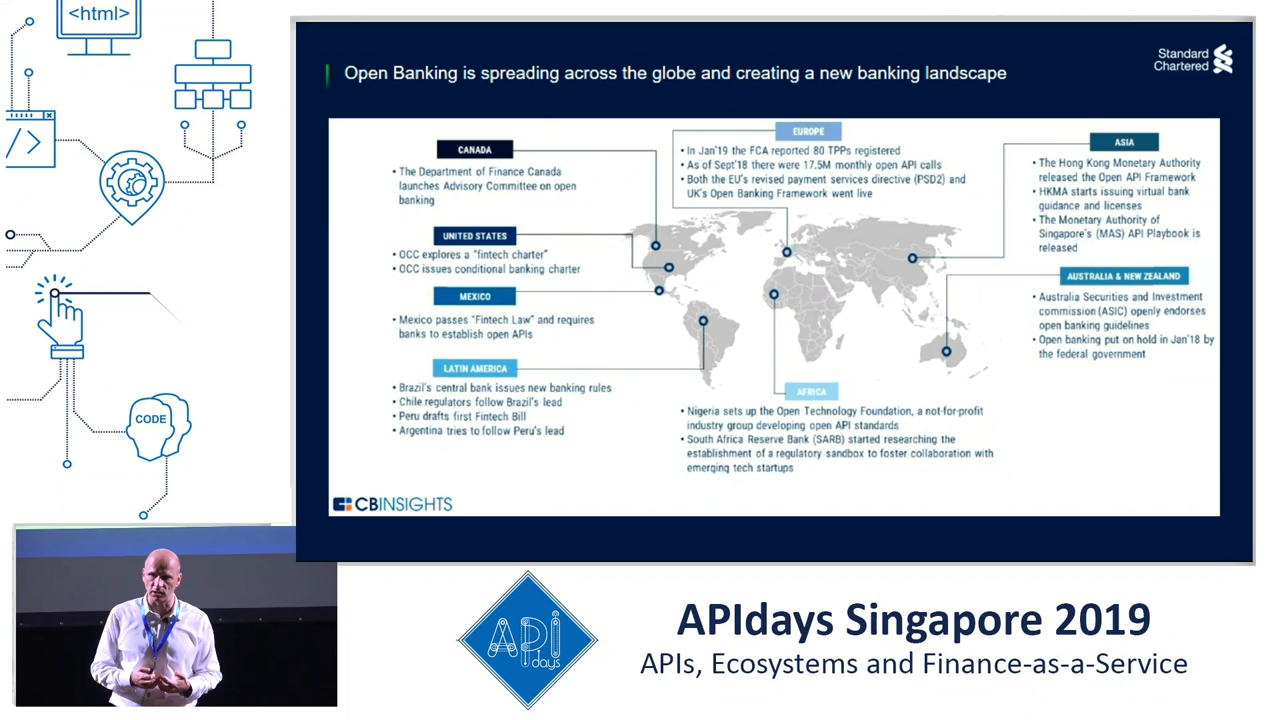 <html>
</>
CODE
Open Banking is spreading across the globe and creating a new banking landscape
Standard
Chartered
CANADA
• The Department of Finance Canada
launches Advisory Committee on open
banking
UNITED STATES
• OCC explores a "fintech charter"
• OCC issues conditional banking charter
MEXICO
• Mexico passes "Fintech Law" and requires
banks to establish open APIs
LATIN AMERICA
• Brazil's central bank issues new banking rules
• Chile regulators follow Brazil's lead
• Peru drafts first Fintech Bill
• Argentina tries to follow Peru's lead
EUROPE
• In Jan'19 the FCA reported 80 TPPs registered
• As of Sept'18 there were 17.5M monthly open API calls
• Both the EU's revised payment services directive (PSD2) and
UK's Open Banking Framework went live
AFRICA
• Nigeria sets up the Open Technology Foundation, a not-for-profit
industry group developing open API standards
• South Africa Reserve Bank (SARB) started researching the
establishment of a regulatory sandbox to foster collaboration with
emerging tech startups
ASIA
• The Hong Kong Monetary Authority
released the Open API Framework
• HKMA starts issuing virtual bank
guidance and licenses
• The Monetary Authority of
Singapore's (MAS) API Playbook is
released
AUSTRALIA & NEW ZEALAND
• Australia Securities and Investment
commission (ASIC) openly endorses
open banking guidelines
• Open banking put on hold in Jan'18 by
the federal government
CBINSIGHTS
API
days
APIdays Singapore 2019
APIs, Ecosystems and Finance-as-a-Service